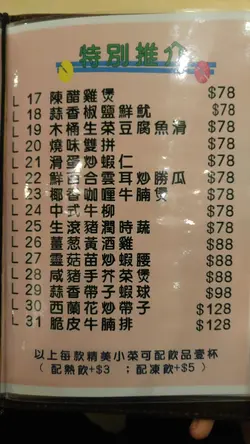 特別推介
L 17 陳醋雞煲 $78
L 18 蒜香椒鹽鮮魷 $78
L 19 木桶生菜豆腐魚滑 $78
L 20 燒味雙拼 $78
L 21 滑蛋炒蝦仁 $78
L 22 鮮百合雲耳炒勝瓜 $78
L 23 椰香咖喱牛腩煲 $78
L 24 中式牛柳 $78
L 25 生滾豬潤時蔬 $78
L 26 薑葱黃酒雞 $88
L 27 靈菇苗炒蝦腰 $88
L 28 咸豬手芥菜煲 $88
L 29 蒜香帶子蝦球 $98
L 30 西蘭花炒帶子 $128
L 31 脆皮牛腩排 $128
以上每款精美小菜可配飲品壹杯
( 配熱飲+$3 ；配凍飲+$5 )